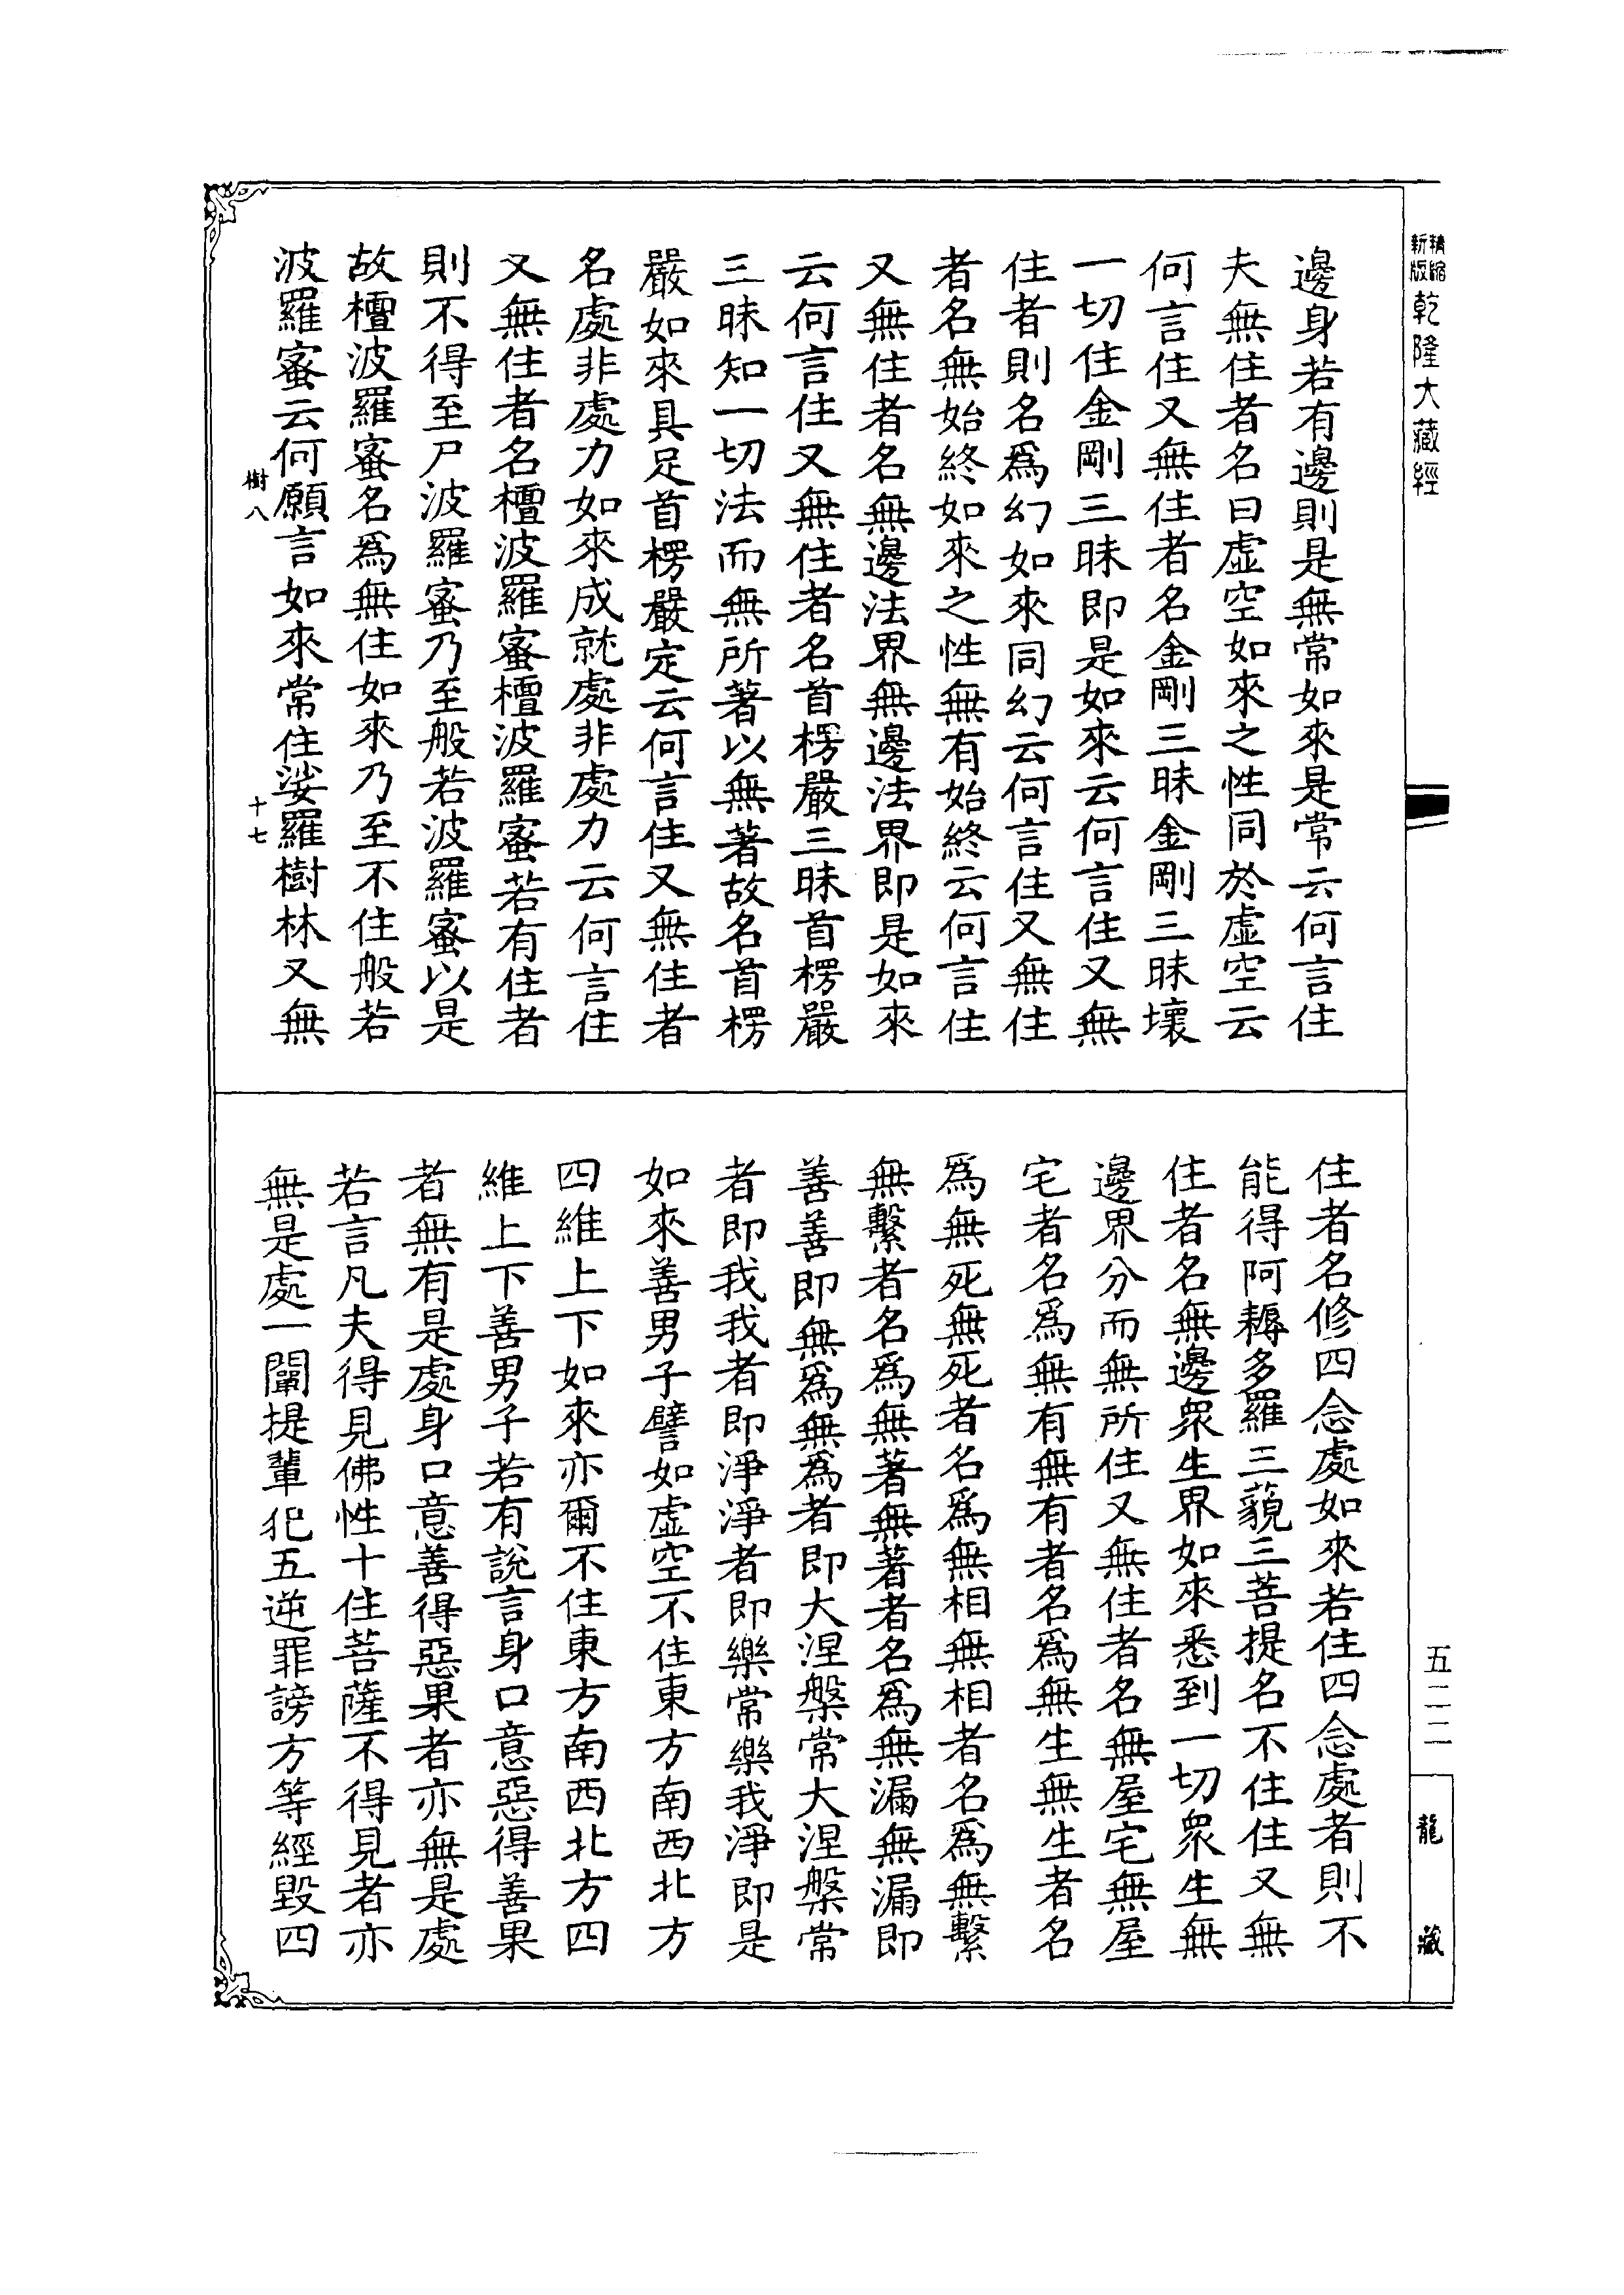 精縮新版乾隆大藏經
五二二
龍藏
邊身若有邊則是無常如來是常云何言住
夫無住者名曰虛空如來之性同於虛空云
何言住又無住者名金剛三昧金剛三昧壞
一切住金剛三昧即是如來云何言住又無
住者則名爲幻如來同幻云何言住又無住
者名無始終如來之性無有始終云何言住
又無住者名無邊法界無邊法界即是如來
云何言住又無住者名首楞嚴三昧首楞嚴
三昧知一切法而無所著以無著故名首楞
嚴如來具足首楞嚴定云何言住又無住者
名處非處力如來成就處非處力云何言住
又無住者名檀波羅蜜檀波羅蜜若有住者
則不得至尸波羅蜜乃至般若波羅蜜以是
故檀波羅蜜名爲無住如來乃至不住般若
波羅蜜云何願言如來常住娑羅樹林又無
樹八
十七
住者名修四念處如來若住四念處者則不
能得阿耨多羅三藐三菩提名不住住又無
住者名無邊眾生界如來悉到一切眾生無
邊界分而無所住又無住者名無屋宅無屋
宅者名爲無有無有者名爲無生無生者名
爲無死無死者名爲無相無相者名爲無繫
無繫者名爲無著無著者名爲無漏無漏即
善善即無爲無爲者即大涅槃常大涅槃常
者即我我者即淨淨者即樂常樂我淨即是
如來善男子譬如虛空不住東方南西北方
四維上下如來亦爾不住東方南西北方四
維上下善男子若有說言身口意惡得善果
者無有是處身口意善得惡果者亦無是處
若言凡夫得見佛性十住菩薩不得見者亦
無是處一闡提輩犯五逆罪謗方等經毀四